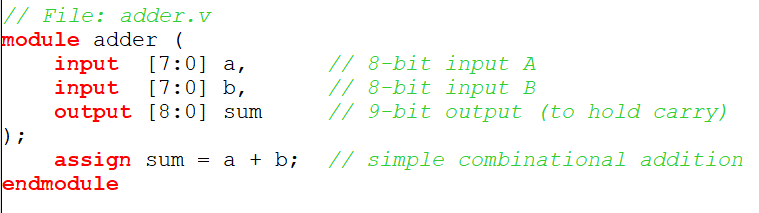 // File: adder.v
module adder (
    input  [7:0] a,       // 8-bit input A
    input  [7:0] b,       // 8-bit input B
    output [8:0] sum      // 9-bit output (to hold carry)
);
    assign sum = a + b;  // simple combinational addition
endmodule